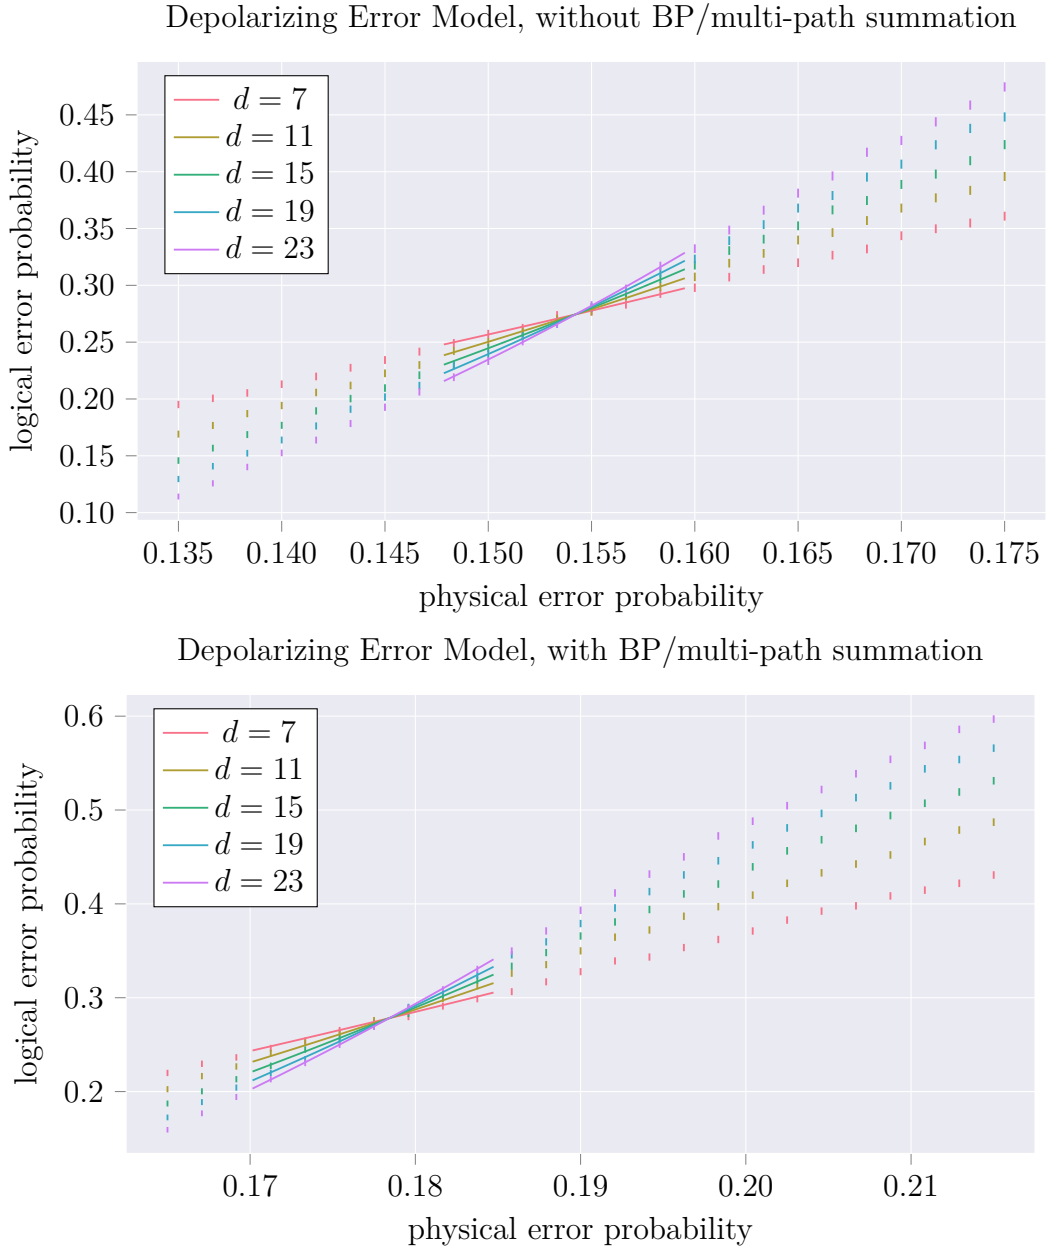 Depolarizing Error Model, without BP/multi-path summation
d = 7
d = 11
d = 15
d = 19
d = 23
logical error probability
0.45
0.40
0.35
0.30
0.25
0.20
0.15
0.10
0.135 0.140 0.145 0.150 0.155 0.160 0.165 0.170 0.175
physical error probability
Depolarizing Error Model, with BP/multi-path summation
d = 7
d = 11
d = 15
d = 19
d = 23
logical error probability
0.6
0.5
0.4
0.3
0.2
0.17 0.18 0.19 0.20 0.21
physical error probability